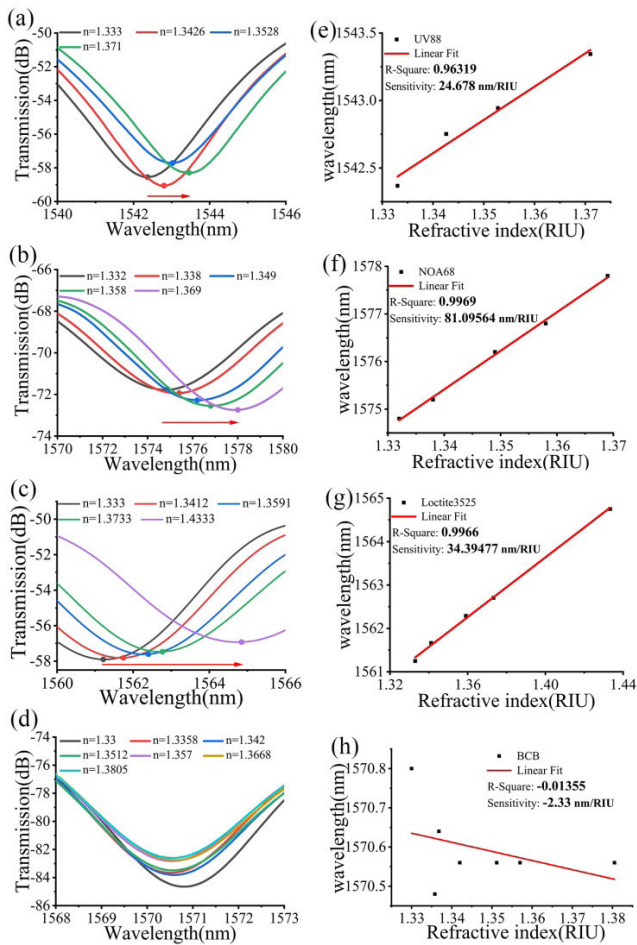 (a)
n=1.333 n=1.3426 n=1.3528
n=1.371
Transmission(dB)
-51
-54
-57
-60
1540 1542 1544 1546
Wavelength(nm)
(e)
UV88
Linear Fit
R-Square: 0.96319
Sensitivity: 24.678 nm/RIU
wavelength(nm)
1543.5
1543.0
1542.5
1.33 1.34 1.35 1.36 1.37
Refractive index(RIU)
(b)
n=1.332 n=1.338 n=1.349
n=1.358 n=1.369
Transmission(dB)
-66
-68
-70
-72
-74
1570 1572 1574 1576 1578 1580
Wavelength(nm)
(f)
NOA68
Linear Fit
R-Square: 0.9969
Sensitivity: 81.09564 nm/RIU
wavelength(nm)
1578
1577
1576
1575
1.33 1.34 1.35 1.36 1.37
Refractive index(RIU)
(c)
n=1.333 n=1.3412 n=1.3591
n=1.3733 n=1.4333
Transmission(dB)
-50
-52
-54
-56
-58
1560 1562 1564 1566
Wavelength(nm)
(g)
Loctite3525
Linear Fit
R-Square: 0.9966
Sensitivity: 34.39477 nm/RIU
wavelength(nm)
1565
1564
1563
1562
1561
1.32 1.36 1.40 1.44
Refractive index(RIU)
(d)
n=1.33 n=1.3358 n=1.342
n=1.3512 n=1.357 n=1.3668
n=1.3805
Transmission(dB)
-74
-76
-78
-80
-82
-84
-86
1568 1569 1570 1571 1572 1573
Wavelength(nm)
(h)
BCB
Linear Fit
R-Square: -0.01355
Sensitivity: -2.33 nm/RIU
wavelength(nm)
1570.8
1570.7
1570.6
1570.5
1.33 1.34 1.35 1.36 1.37 1.38
Refractive index(RIU)